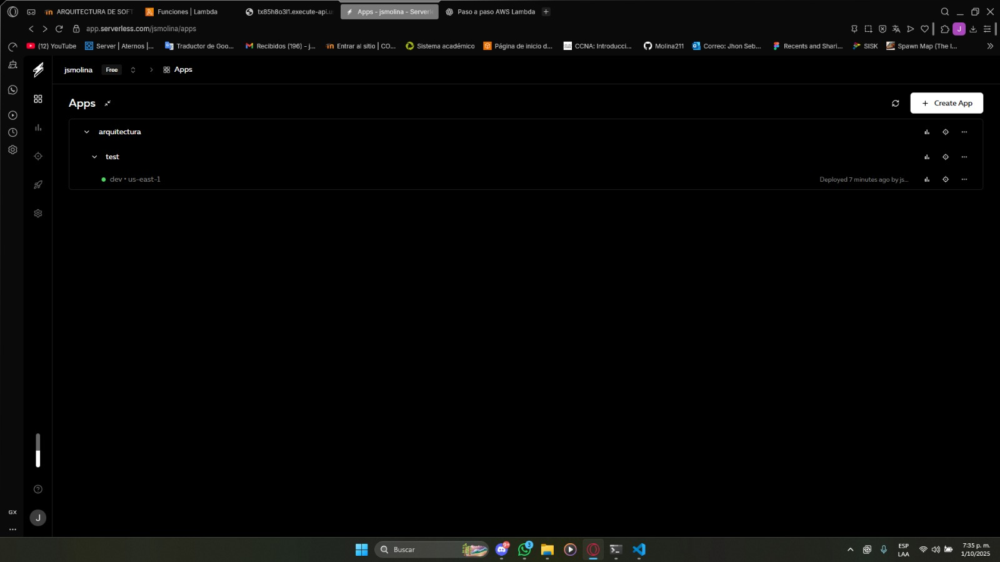 ARQUITECTURA DE SOFT
Funciones | Lambda
tx85h8o3l1.execute-api.u
Apps - jsmolina - Serverle
Paso a paso AWS Lambda
app.serverless.com/jsmolina/apps
J
(12) YouTube
Server | Aternos |...
Traductor de Goo...
Recibidos (196) - j...
Entrar al sitio | CO...
Sistema académico
Página de inicio d...
CCNA: Introducci...
Molina211
Correo: Jhon Seb...
Recents and Shari...
SISK
Spawn Map (The I...
jsmolina
Free
Apps
Apps
Create App
arquitectura
test
dev • us-east-1
Deployed 7 minutes ago by js...
GX
J
Buscar
9+
3
ESP
LAA
7:35 p. m.
1/10/2025